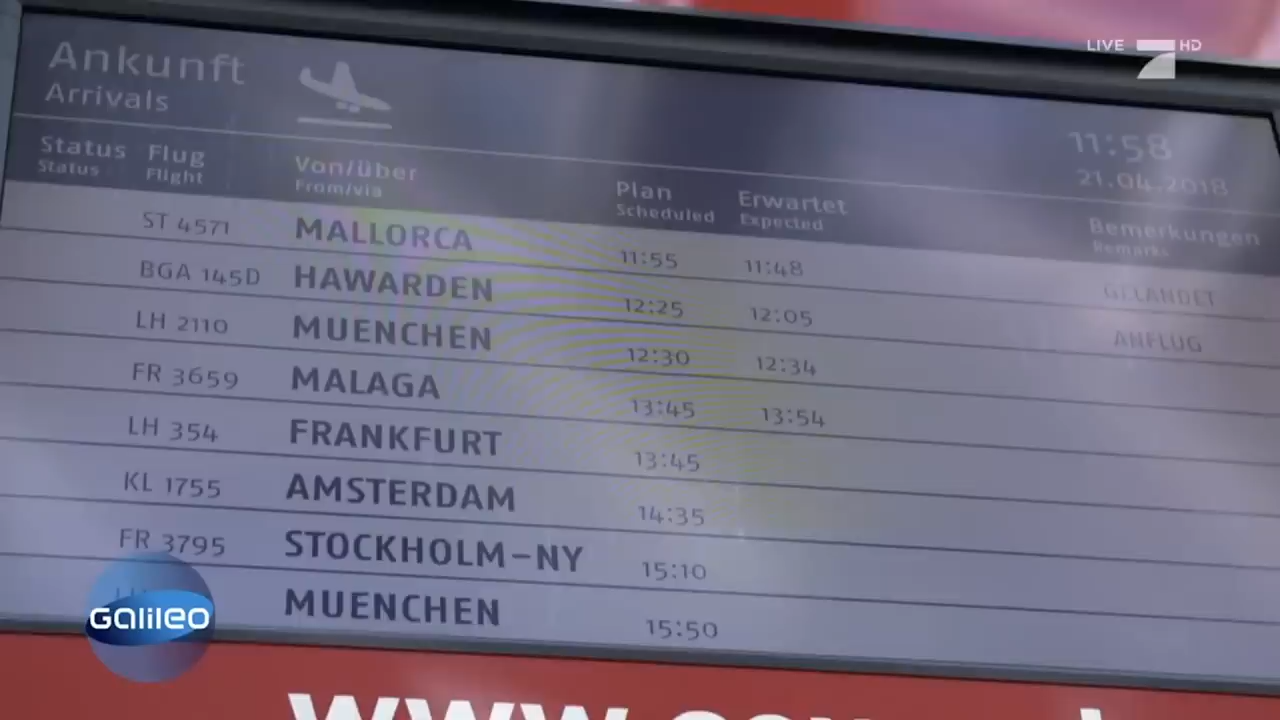 LIVE HD
Ankunft
Arrivals
11:58
21.04.2018
Status Flug Von/über Plan Erwartet Bemerkungen
Status Flight From/via Scheduled Expected Remarks
ST 4571 MALLORCA 11:55 11:48 GELANDET
BGA 145D HAWARDEN 12:25 12:05 ANFLUG
LH 2110 MUENCHEN 12:30 12:34
FR 3659 MALAGA 13:45 13:54
LH 354 FRANKFURT 13:45
KL 1755 AMSTERDAM 14:35
FR 3795 STOCKHOLM-NY 15:10
MUENCHEN 15:50
Galileo